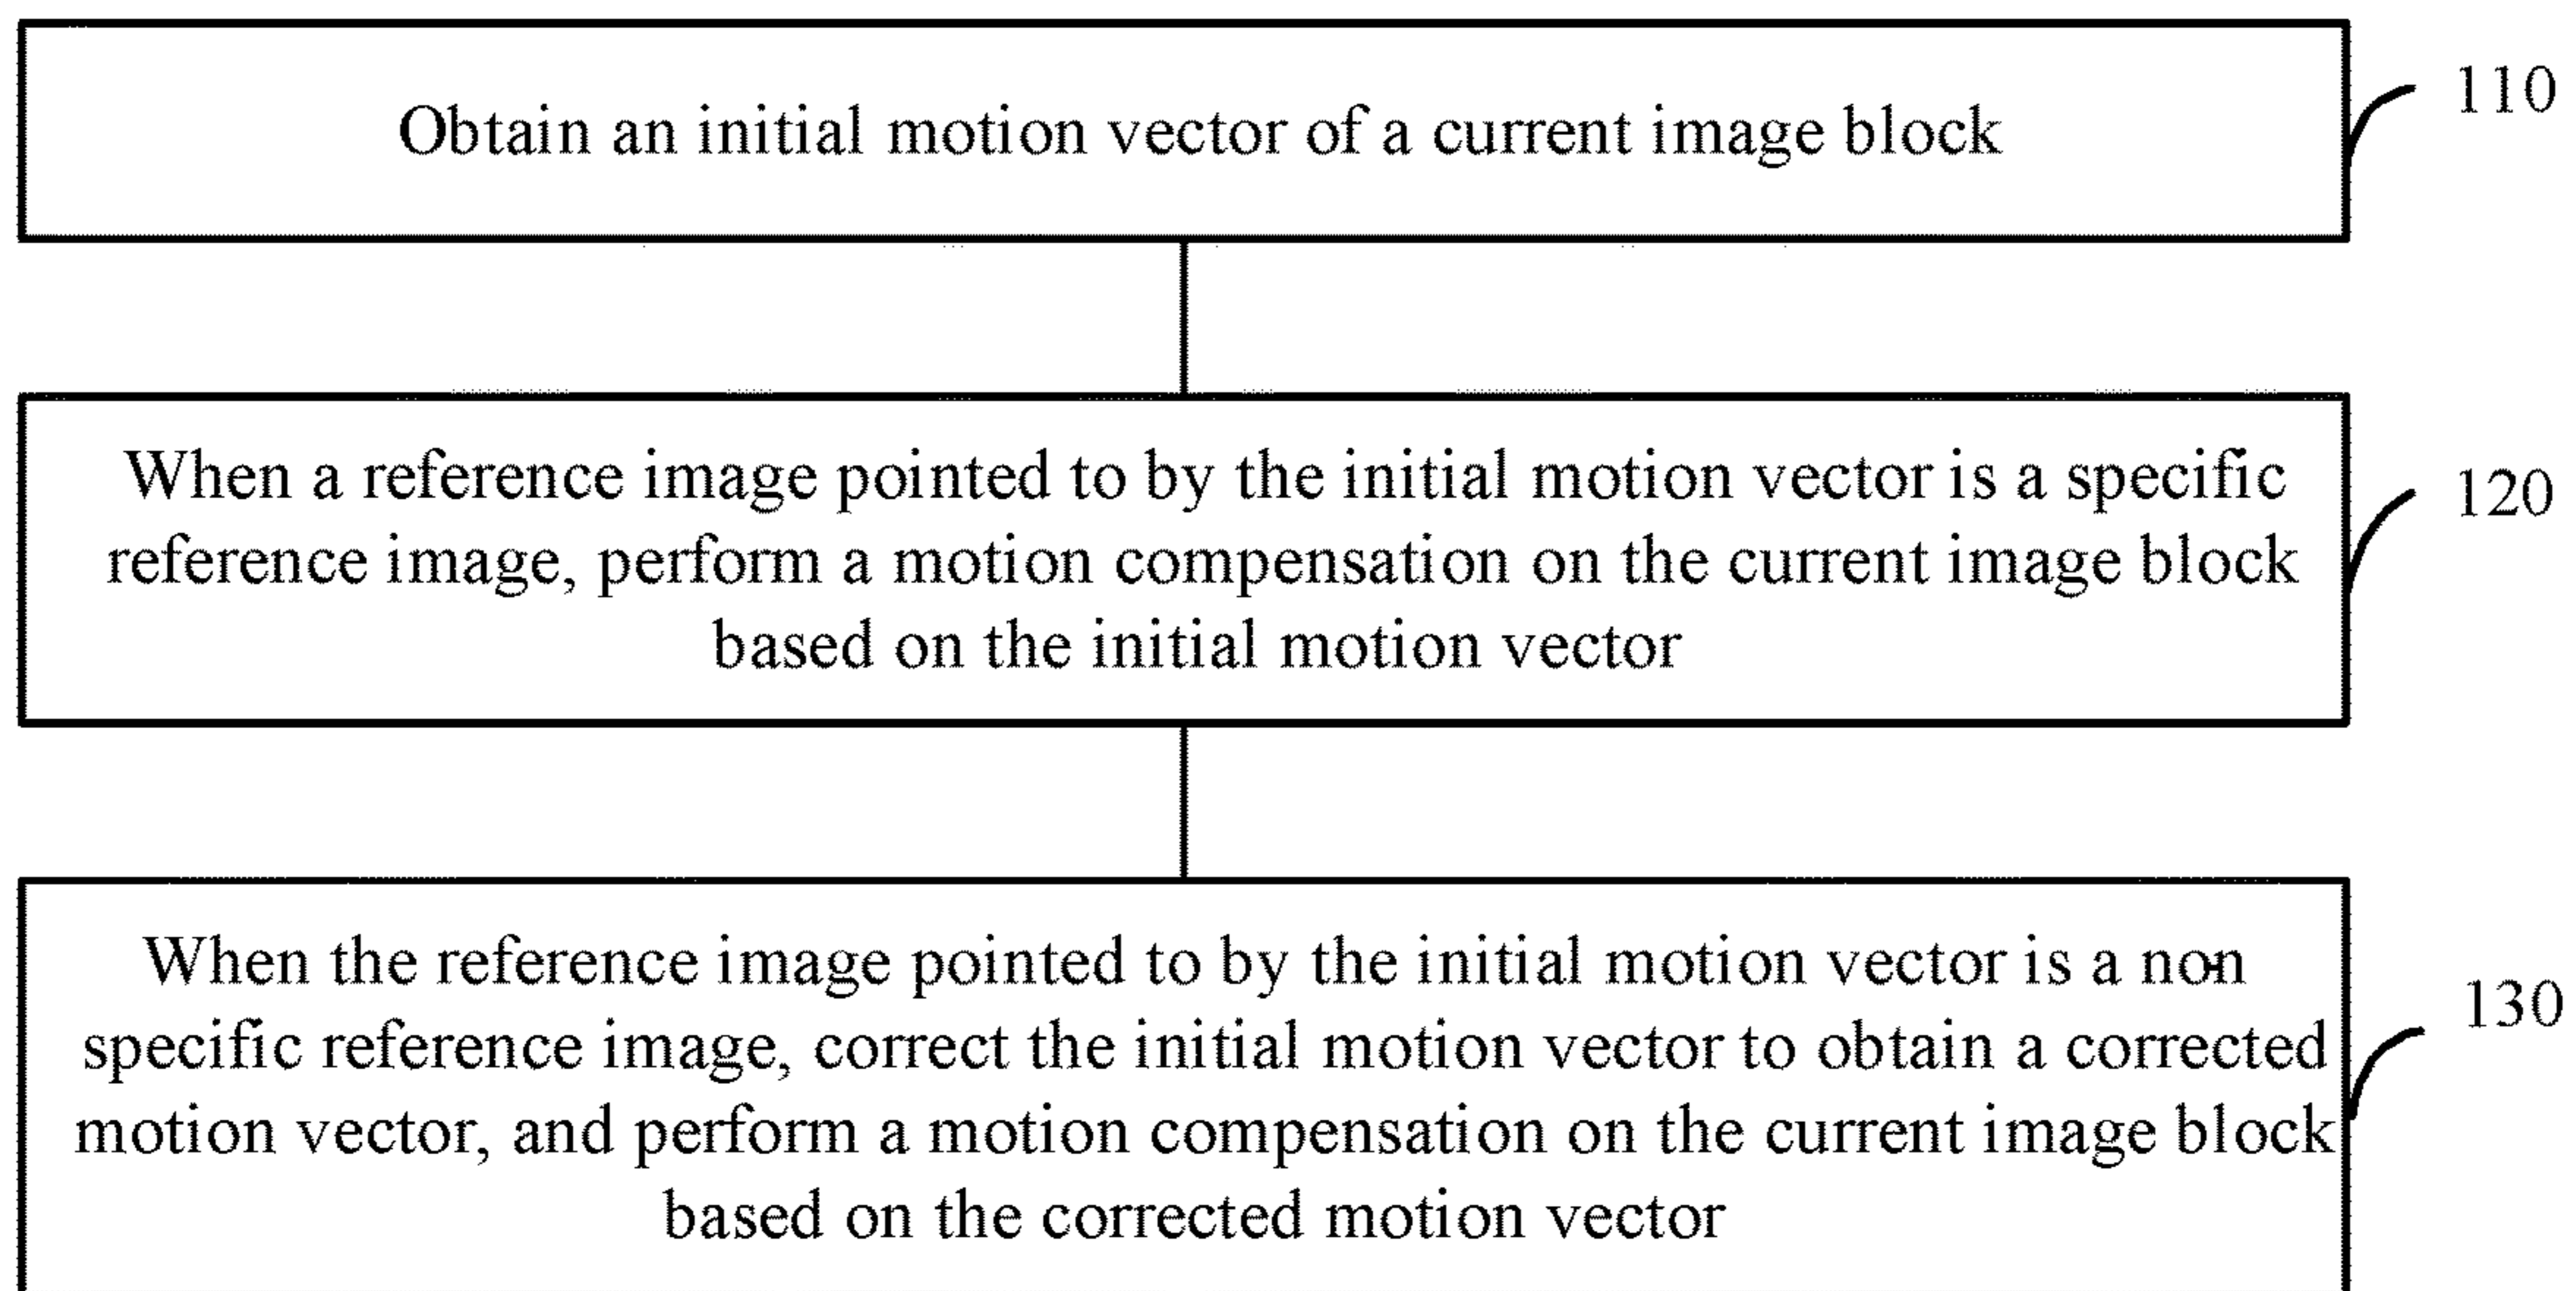 Obtain an initial motion vector of a current image block
110
When a reference image pointed to by the initial motion vector is a specific
reference image, perform a motion compensation on the current image block
based on the initial motion vector
120
When the reference image pointed to by the initial motion vector is a non-
specific reference image, correct the initial motion vector to obtain a corrected
motion vector, and perform a motion compensation on the current image block
based on the corrected motion vector
130